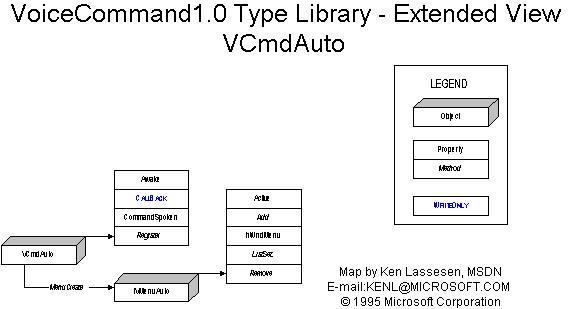 VoiceCommand1.0 Type Library - Extended View
VCmdAuto
LEGEND
Object
Property
Method
WRITEONLY
Awake
CALLBACK
CommandSpoken
Register
Active
Add
hWndMenu
ListSet
Remove
VCmdAuto
MenuCreate
IVMenuAuto
Map by Ken Lassesen, MSDN
E-mail:KENL@MICROSOFT.COM
© 1995 Microsoft Corporation